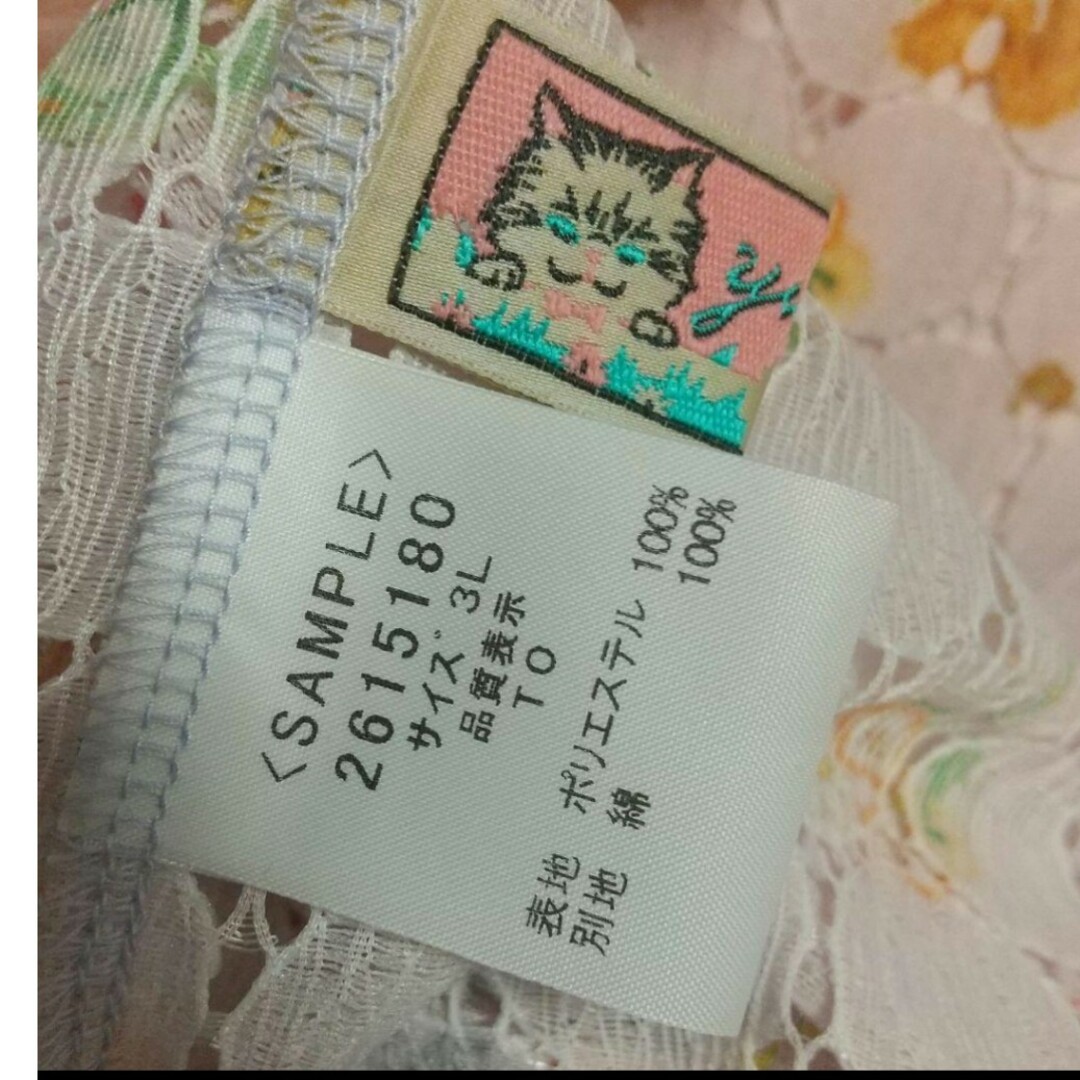 <SAMPLE>
2615180
サイズ 3L
品質表示
TO
表地 ポリエステル 100%
別地 綿 100%